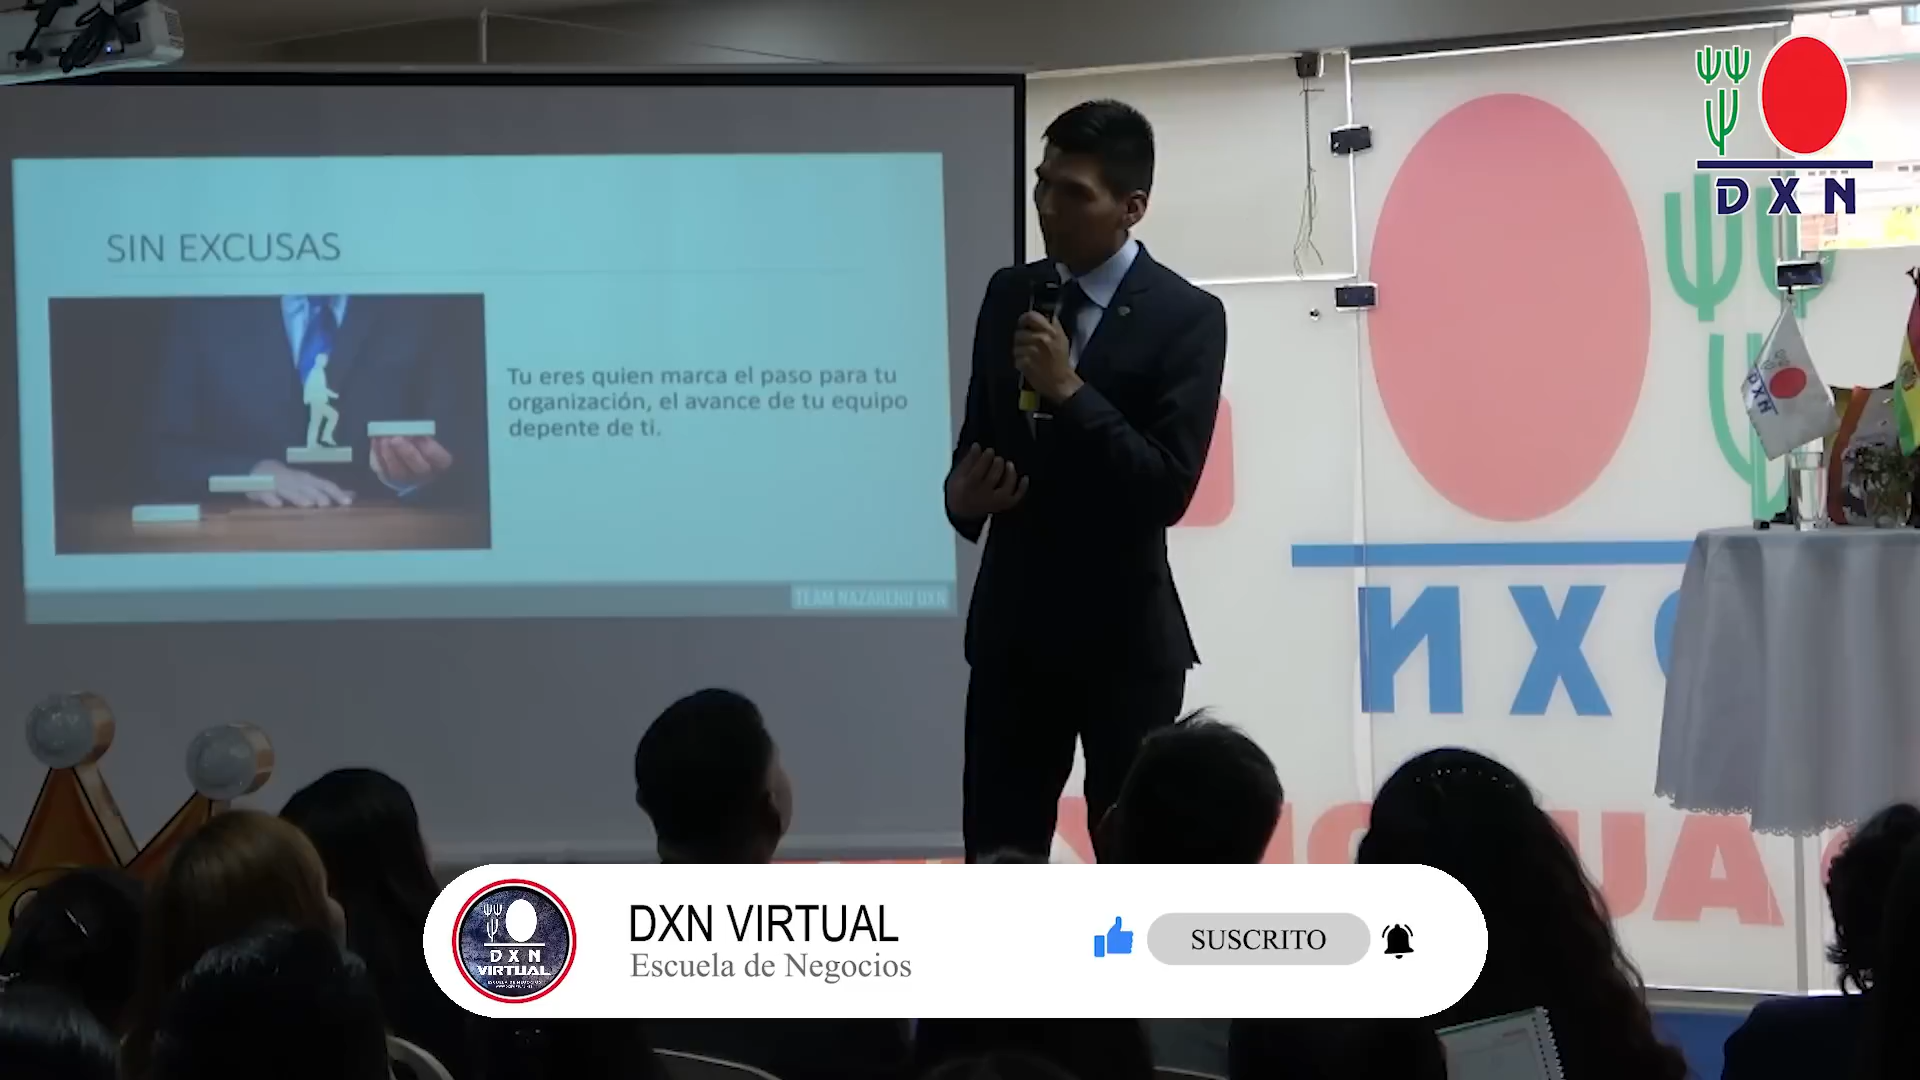 DXN
SIN EXCUSAS
Tu eres quien marca el paso para tu
organización, el avance de tu equipo
depente de ti.
TEAM NAZARENO DXN
DXN
DXN
DXN
VIRTUAL
DXN VIRTUAL
Escuela de Negocios
SUSCRITO